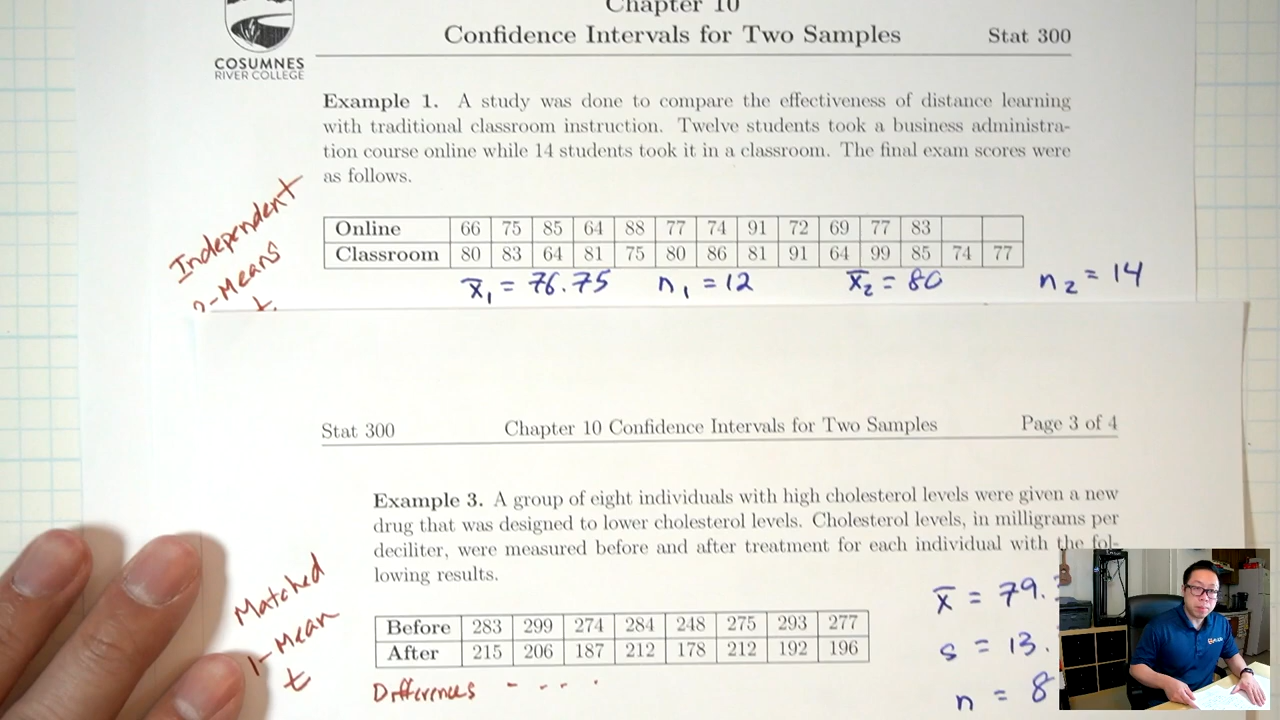 Chapter 10
Confidence Intervals for Two Samples Stat 300
COSUMNES
RIVER COLLEGE
Example 1. A study was done to compare the effectiveness of distance learning
with traditional classroom instruction. Twelve students took a business administra-
tion course online while 14 students took it in a classroom. The final exam scores were
as follows.
Independent
2-Means
t
Online 66 75 85 64 88 77 74 91 72 69 77 83
Classroom 80 83 64 81 75 80 86 81 91 64 99 85 74 77
x̄₁ = 76.75 n₁ = 12 x̄₂ = 80 n₂ = 14
Stat 300 Chapter 10 Confidence Intervals for Two Samples Page 3 of 4
Example 3. A group of eight individuals with high cholesterol levels were given a new
drug that was designed to lower cholesterol levels. Cholesterol levels, in milligrams per
deciliter, were measured before and after treatment for each individual with the fol-
lowing results.
Matched
1-Mean
t
Before 283 299 274 284 248 275 293 277
After 215 206 187 212 178 212 192 196
Differences - - - .
x̄ = 79.
s = 13.
n = 8